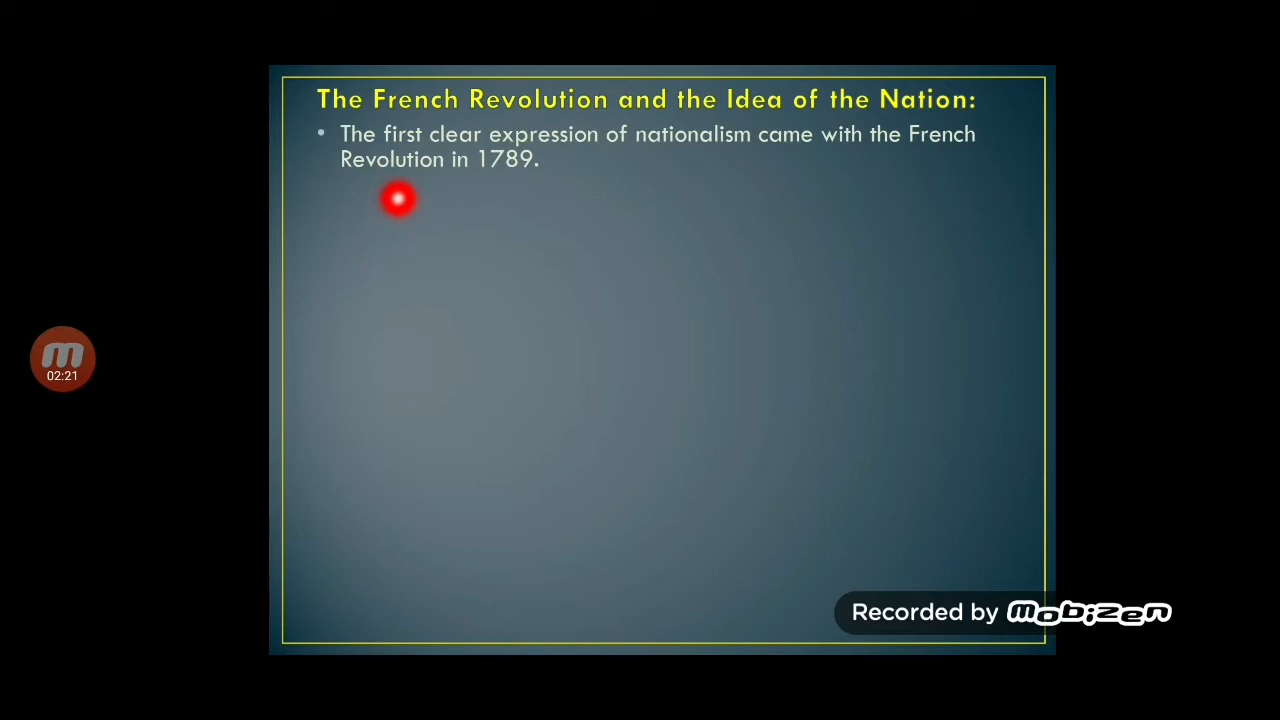 The French Revolution and the Idea of the Nation:
• The first clear expression of nationalism came with the French
Revolution in 1789.
02:21
Recorded by mobizen